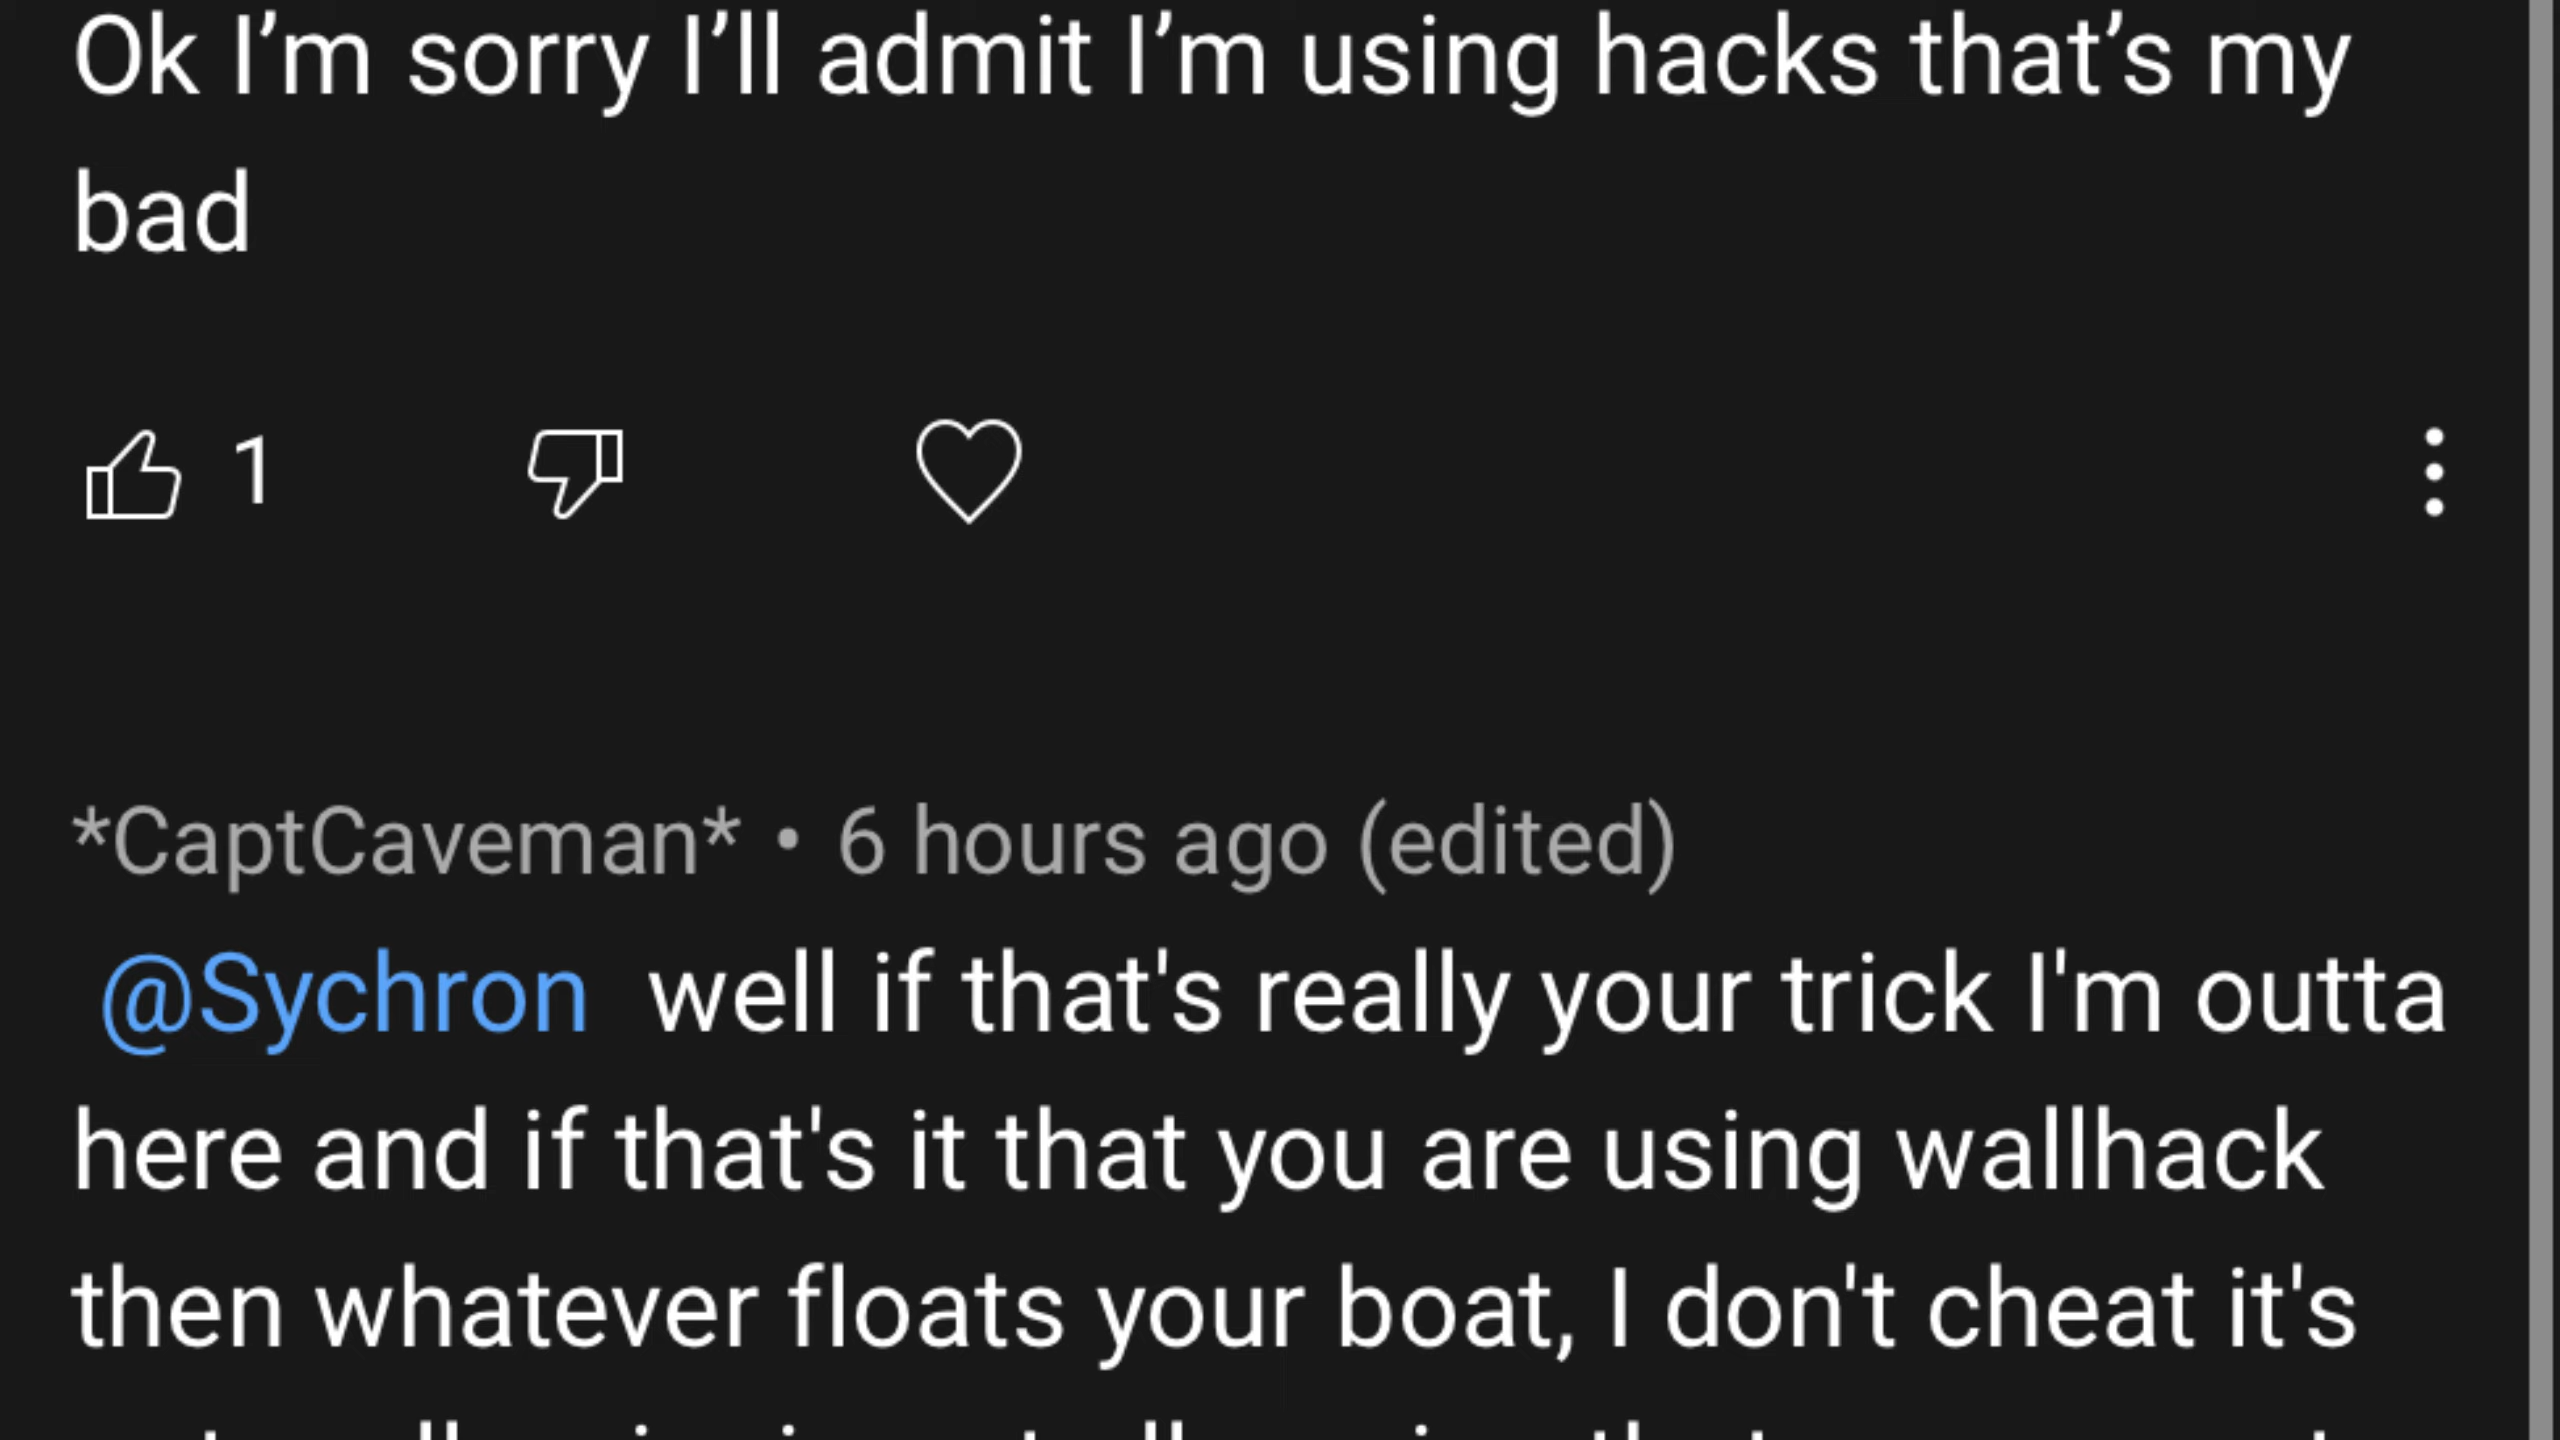 Ok I’m sorry I’ll admit I’m using hacks that’s my
bad
1
*CaptCaveman* • 6 hours ago (edited)
@Sychron well if that's really your trick I'm outta
here and if that's it that you are using wallhack
then whatever floats your boat, I don't cheat it's